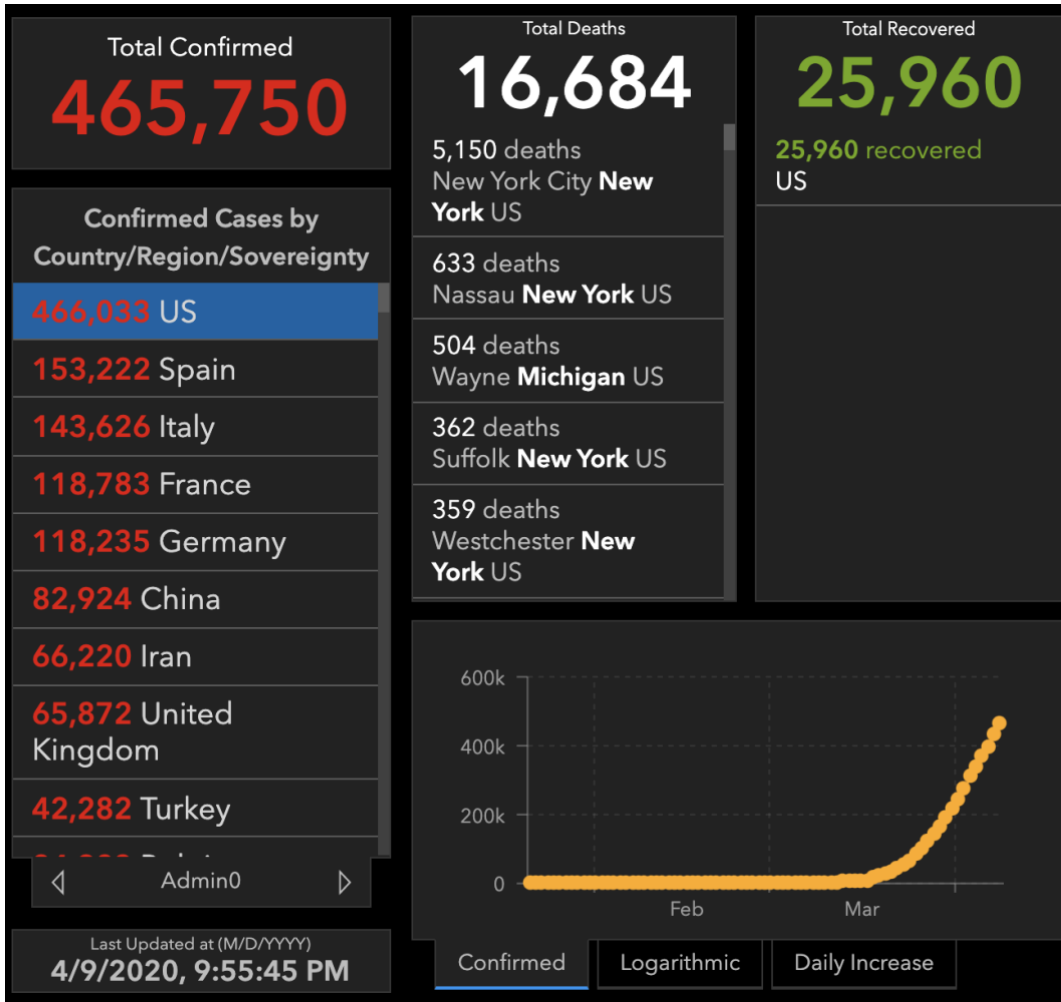 Total Confirmed
465,750
Confirmed Cases by
Country/Region/Sovereignty
466,033 US
153,222 Spain
143,626 Italy
118,783 France
118,235 Germany
82,924 China
66,220 Iran
65,872 United
Kingdom
42,282 Turkey
Admin0
Last Updated at (M/D/YYYY)
4/9/2020, 9:55:45 PM
Total Deaths
16,684
5,150 deaths
New York City New
York US
633 deaths
Nassau New York US
504 deaths
Wayne Michigan US
362 deaths
Suffolk New York US
359 deaths
Westchester New
York US
Total Recovered
25,960
25,960 recovered
US
600k
400k
200k
0
Feb Mar
Confirmed Logarithmic Daily Increase